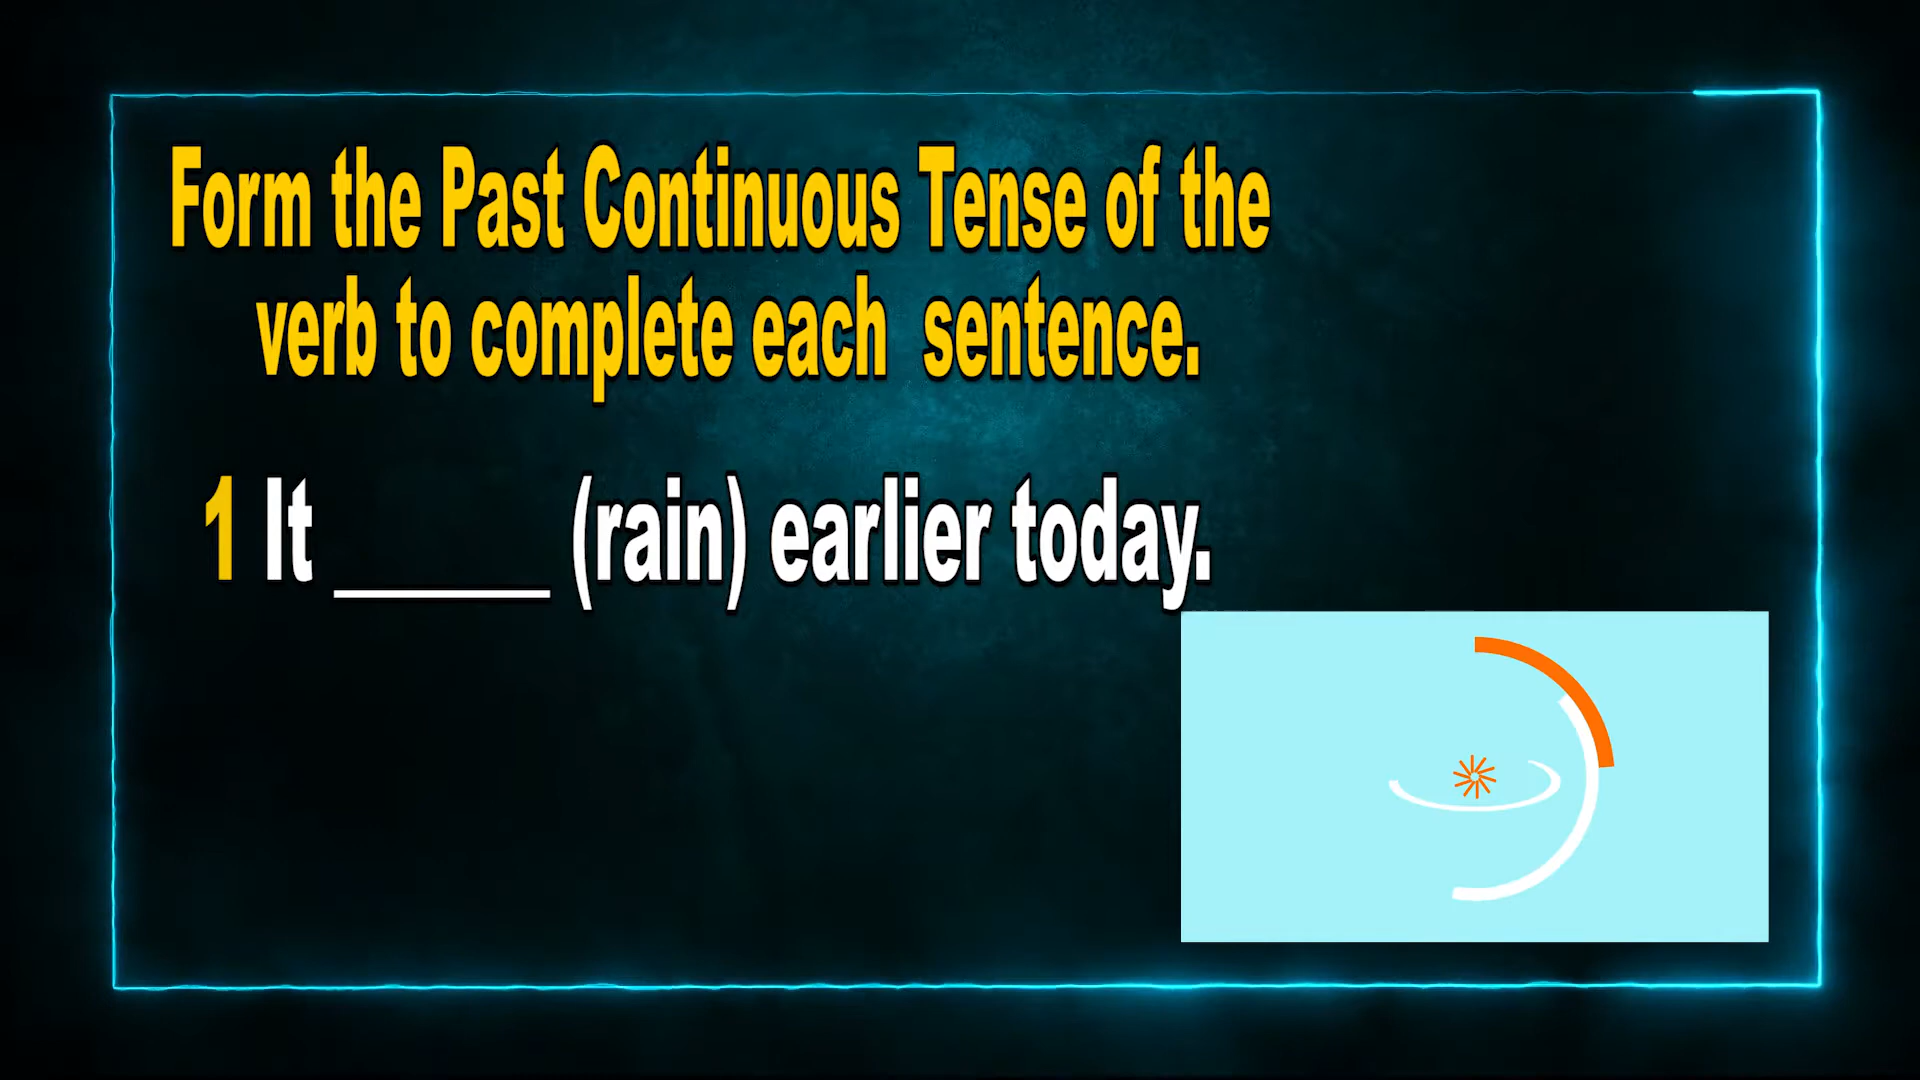 Form the Past Continuous Tense of the
verb to complete each  sentence.
1 It _____ (rain) earlier today.